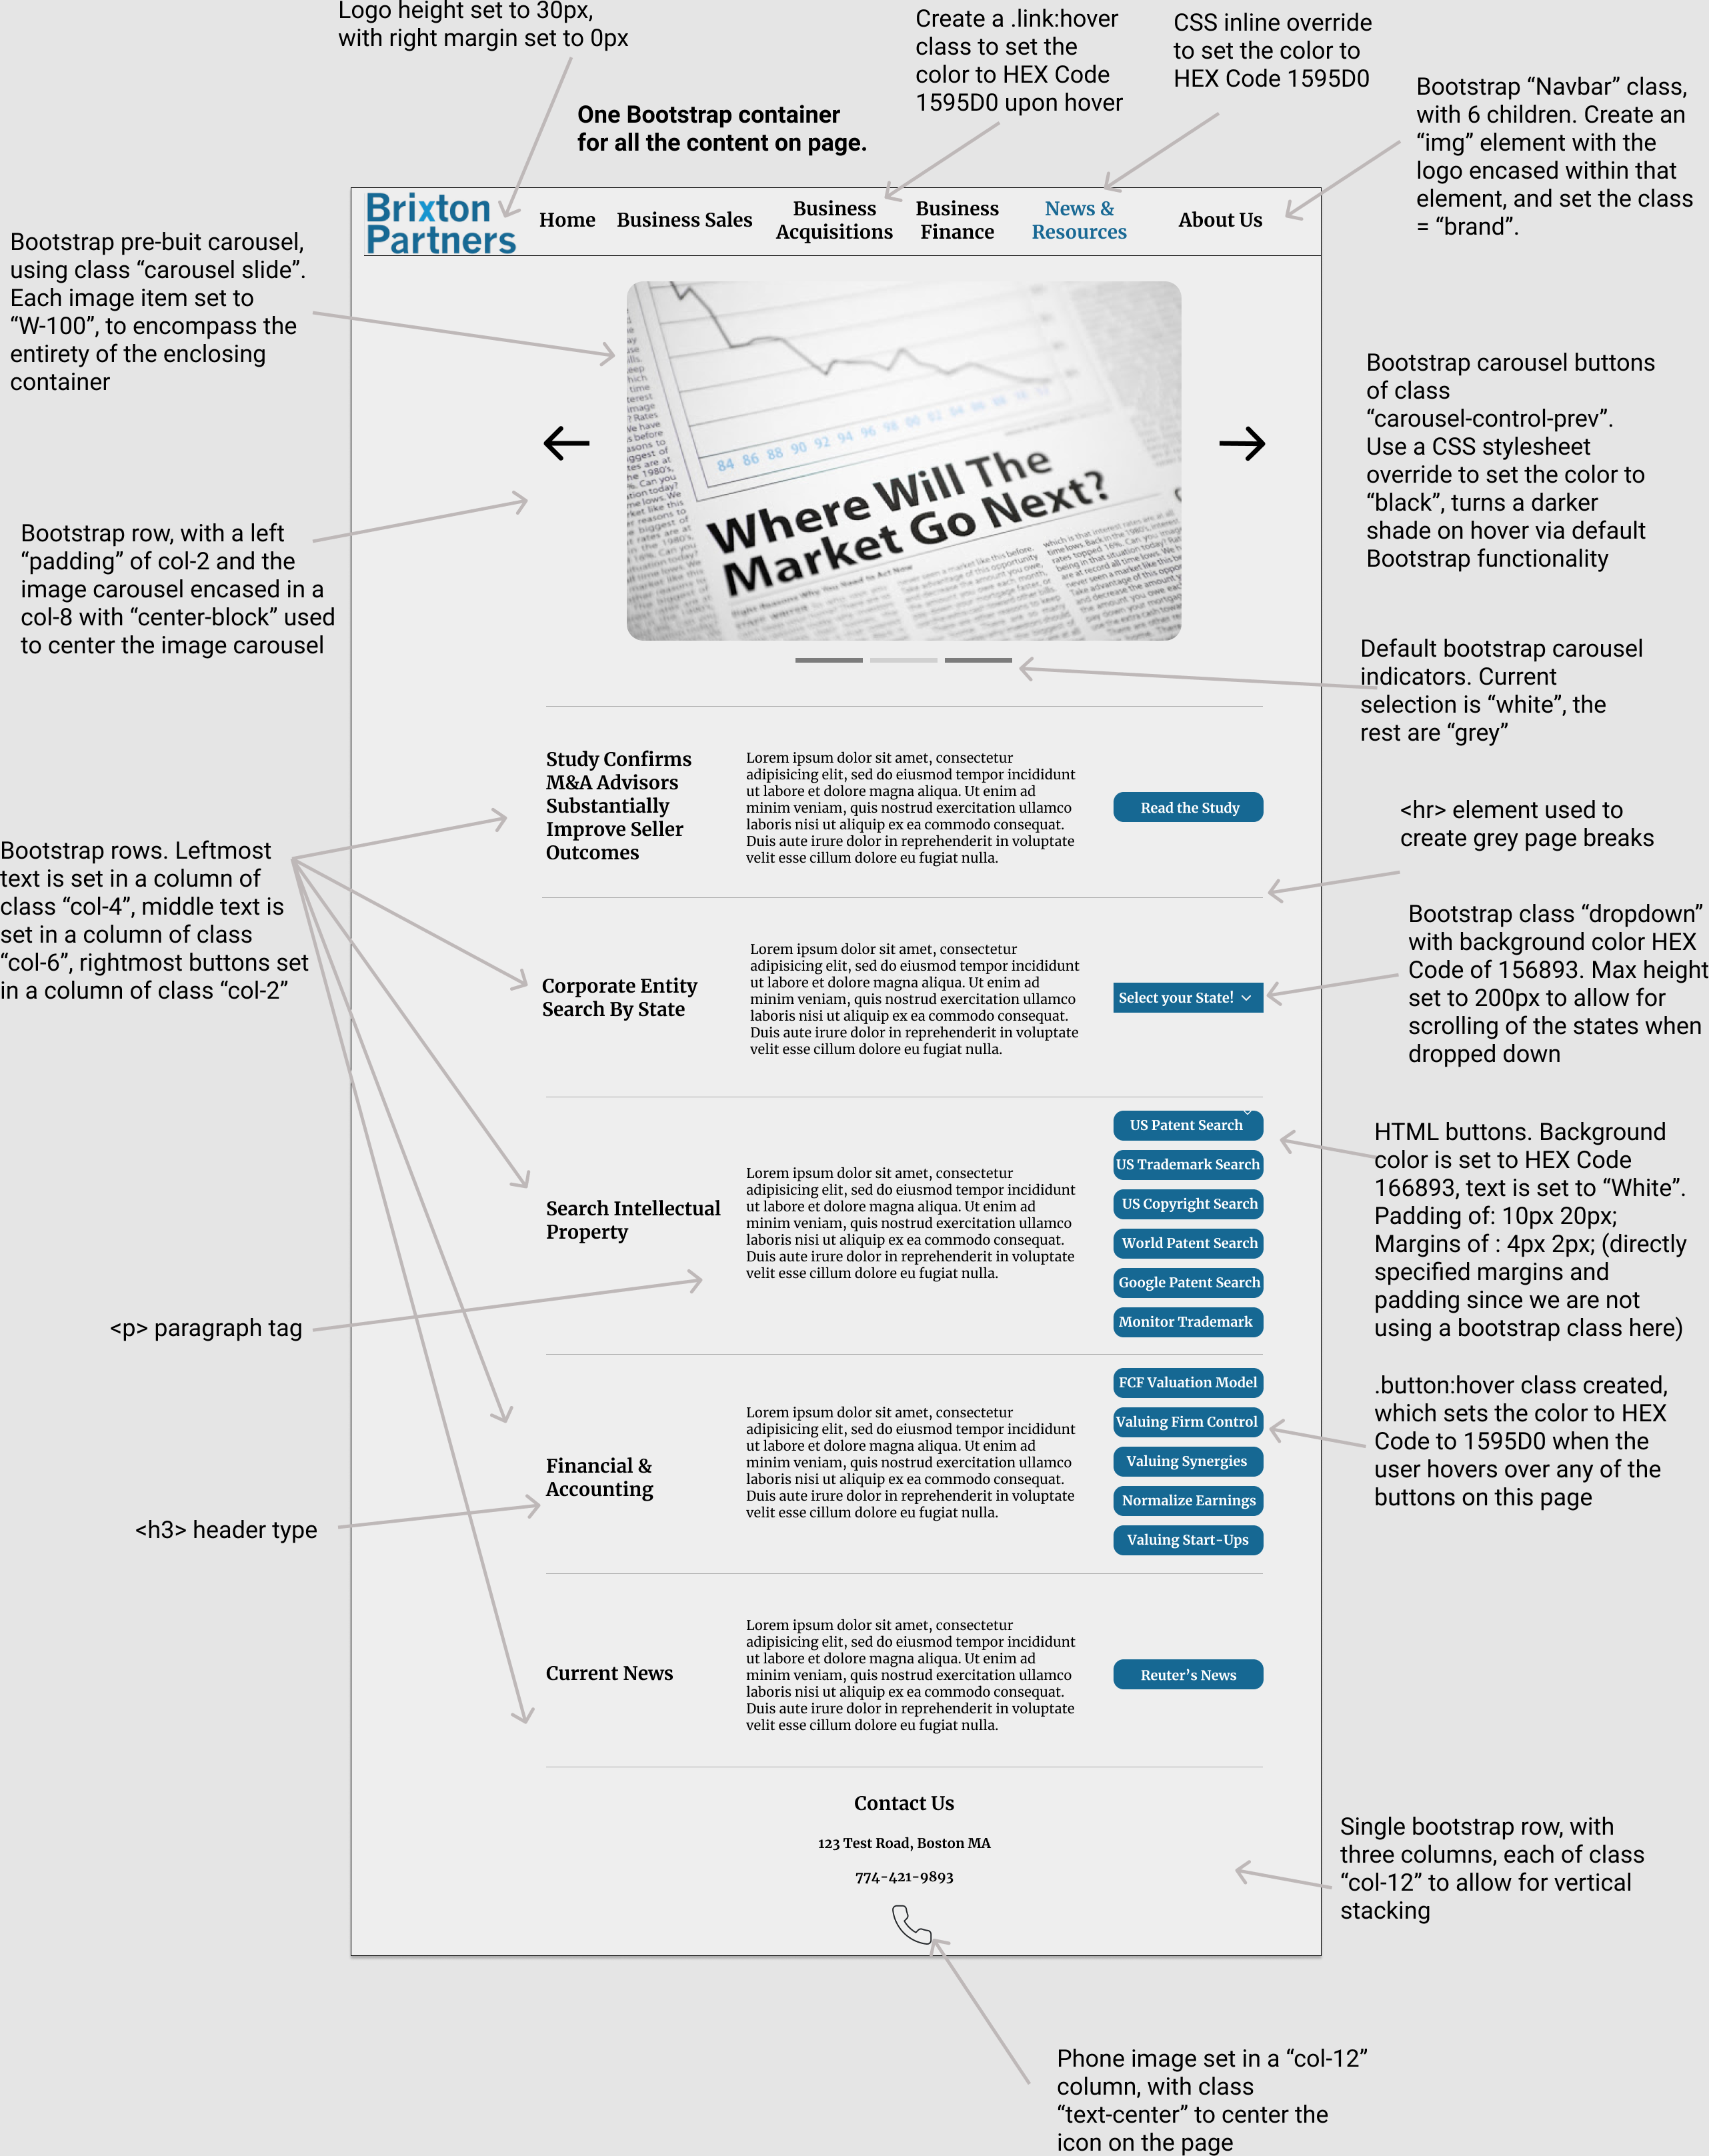 Logo height set to 30px,
with right margin set to 0px
One Bootstrap container
for all the content on page.
Create a .link:hover
class to set the
color to HEX Code
1595D0 upon hover
CSS inline override
to set the color to
HEX Code 1595D0
Bootstrap “Navbar” class,
with 6 children. Create an
“img” element with the
logo encased within that
element, and set the class
= “brand”.
Brixton
Partners
Home
Business Sales
Business
Acquisitions
Business
Finance
News &
Resources
About Us
Bootstrap pre-buit carousel,
using class “carousel slide”.
Each image item set to
“W-100”, to encompass the
entirety of the enclosing
container
84 86 88 90 92 94 96 98 00 02 04 06 08
Where Will The
Market Go Next?
Bootstrap carousel buttons
of class
“carousel-control-prev”.
Use a CSS stylesheet
override to set the color to
“black”, turns a darker
shade on hover via default
Bootstrap functionality
Bootstrap row, with a left
“padding” of col-2 and the
image carousel encased in a
col-8 with “center-block” used
to center the image carousel
Default bootstrap carousel
indicators. Current
selection is “white”, the
rest are “grey”
Study Confirms
M&A Advisors
Substantially
Improve Seller
Outcomes
Lorem ipsum dolor sit amet, consectetur
adipisicing elit, sed do eiusmod tempor incididunt
ut labore et dolore magna aliqua. Ut enim ad
minim veniam, quis nostrud exercitation ullamco
laboris nisi ut aliquip ex ea commodo consequat.
Duis aute irure dolor in reprehenderit in voluptate
velit esse cillum dolore eu fugiat nulla.
Read the Study
<hr> element used to
create grey page breaks
Bootstrap rows. Leftmost
text is set in a column of
class “col-4”, middle text is
set in a column of class
“col-6”, rightmost buttons set
in a column of class “col-2”
Corporate Entity
Search By State
Lorem ipsum dolor sit amet, consectetur
adipisicing elit, sed do eiusmod tempor incididunt
ut labore et dolore magna aliqua. Ut enim ad
minim veniam, quis nostrud exercitation ullamco
laboris nisi ut aliquip ex ea commodo consequat.
Duis aute irure dolor in reprehenderit in voluptate
velit esse cillum dolore eu fugiat nulla.
Select your State!
Bootstrap class “dropdown”
with background color HEX
Code of 156893. Max height
set to 200px to allow for
scrolling of the states when
dropped down
Search Intellectual
Property
Lorem ipsum dolor sit amet, consectetur
adipisicing elit, sed do eiusmod tempor incididunt
ut labore et dolore magna aliqua. Ut enim ad
minim veniam, quis nostrud exercitation ullamco
laboris nisi ut aliquip ex ea commodo consequat.
Duis aute irure dolor in reprehenderit in voluptate
velit esse cillum dolore eu fugiat nulla.
US Patent Search
US Trademark Search
US Copyright Search
World Patent Search
Google Patent Search
Monitor Trademark
HTML buttons. Background
color is set to HEX Code
166893, text is set to “White”.
Padding of: 10px 20px;
Margins of : 4px 2px; (directly
specified margins and
padding since we are not
using a bootstrap class here)
<p> paragraph tag
Financial &
Accounting
Lorem ipsum dolor sit amet, consectetur
adipisicing elit, sed do eiusmod tempor incididunt
ut labore et dolore magna aliqua. Ut enim ad
minim veniam, quis nostrud exercitation ullamco
laboris nisi ut aliquip ex ea commodo consequat.
Duis aute irure dolor in reprehenderit in voluptate
velit esse cillum dolore eu fugiat nulla.
FCF Valuation Model
Valuing Firm Control
Valuing Synergies
Normalize Earnings
Valuing Start-Ups
.button:hover class created,
which sets the color to HEX
Code to 1595D0 when the
user hovers over any of the
buttons on this page
<h3> header type
Current News
Lorem ipsum dolor sit amet, consectetur
adipisicing elit, sed do eiusmod tempor incididunt
ut labore et dolore magna aliqua. Ut enim ad
minim veniam, quis nostrud exercitation ullamco
laboris nisi ut aliquip ex ea commodo consequat.
Duis aute irure dolor in reprehenderit in voluptate
velit esse cillum dolore eu fugiat nulla.
Reuter’s News
Contact Us
123 Test Road, Boston MA
774-421-9893
Single bootstrap row, with
three columns, each of class
“col-12” to allow for vertical
stacking
Phone image set in a “col-12”
column, with class
“text-center” to center the
icon on the page